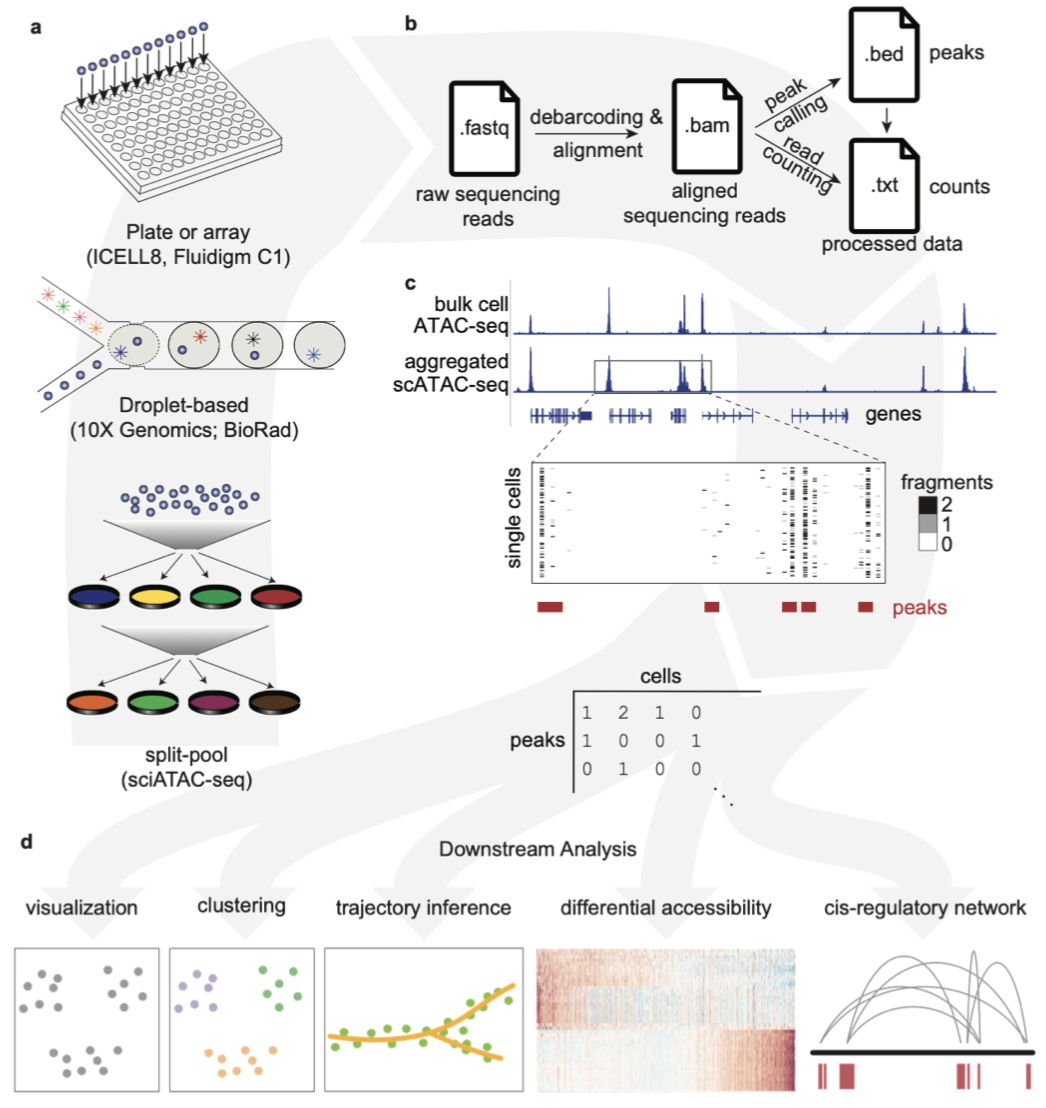 a
Plate or array
(ICELL8, Fluidigm C1)
Droplet-based
(10X Genomics; BioRad)
split-pool
(sciATAC-seq)
b
.fastq
raw sequencing
reads
debarcoding &
alignment
.bam
aligned
sequencing reads
peak
calling
read
counting
.bed
peaks
.txt
counts
processed data
c
bulk cell
ATAC-seq
aggregated
scATAC-seq
genes
single cells
fragments
2
1
0
peaks
cells
peaks
1 2 1 0
1 0 0 1
0 1 0 0
d
Downstream Analysis
visualization
clustering
trajectory inference
differential accessibility
cis-regulatory network